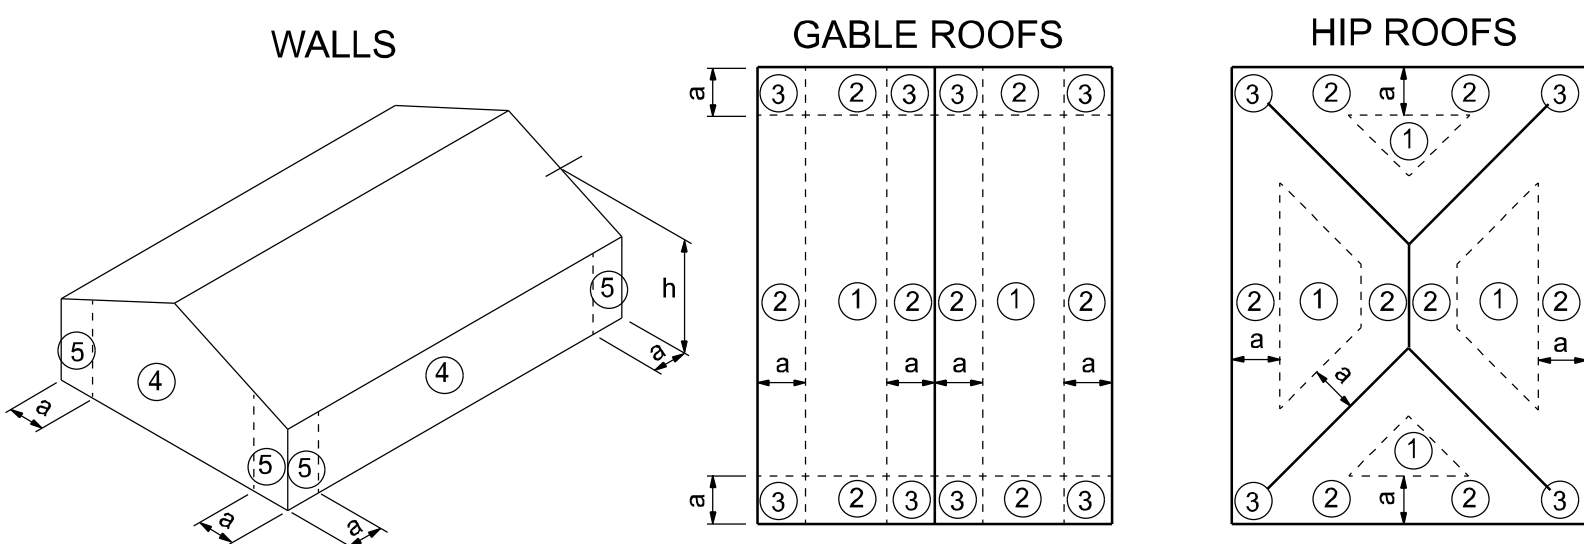 WALLS
GABLE ROOFS
HIP ROOFS
a 3 2 3 3 2 3
3 2 a 2 3
1
5 h
2 1 2 2 1 2
2 1 2 2 1 2
5 4 4 a
a a a a
a a a
a
5 5
1
a 3 2 3 3 2 3
3 2 a 2 3
a a